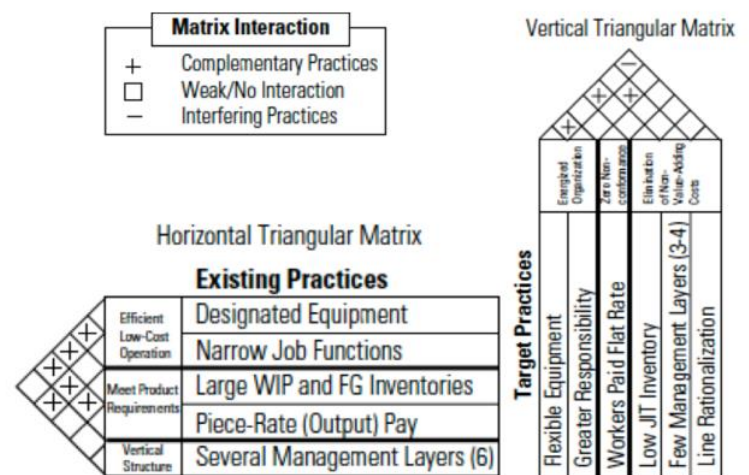 Matrix Interaction
+ Complementary Practices
□ Weak/No Interaction
− Interfering Practices
Vertical Triangular Matrix
−
+ +
+
Energized
Organization
Zero Non-
conformance
Elimination
of Non-
Value-Adding
Costs
Target Practices
Flexible Equipment
Greater Responsibility
Workers Paid Flat Rate
Low JIT Inventory
Few Management Layers (3-4)
Line Rationalization
Horizontal Triangular Matrix
Existing Practices
Efficient
Low-Cost
Operation
Designated Equipment
Narrow Job Functions
Meet Product
Requirements
Large WIP and FG Inventories
Piece-Rate (Output) Pay
Vertical
Structure
Several Management Layers (6)
+
+
+
+
+
+
+